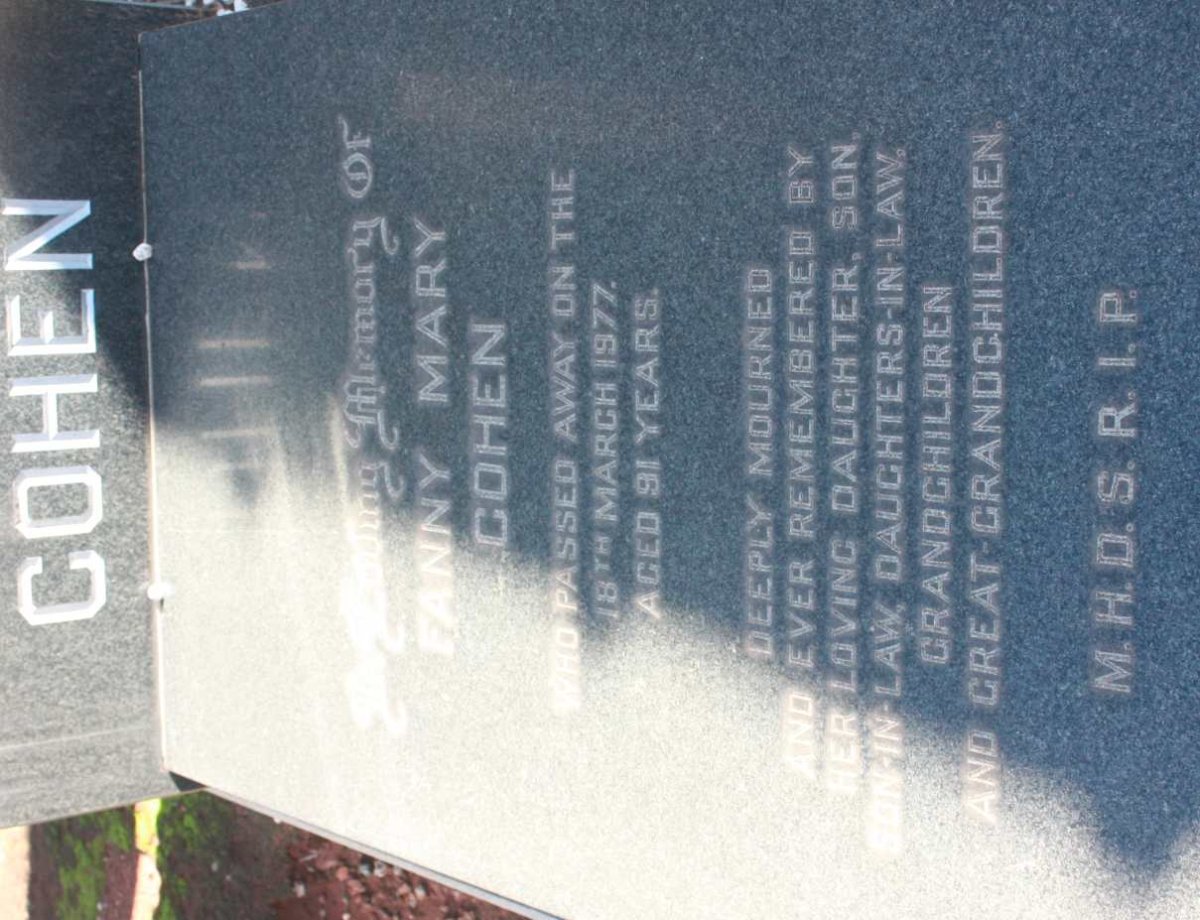 COHEN
In Loving Memory Of
FANNY MARY
COHEN
WHO PASSED AWAY ON THE
18TH MARCH 1977.
AGED 91 YEARS.
DEEPLY MOURNED
AND EVER REMEMBERED BY
HER LOVING DAUGHTER, SON,
SON-IN-LAW, DAUGHTERS-IN-LAW,
GRANDCHILDREN
AND GREAT-GRANDCHILDREN.
M.H.D.S.R.I.P.